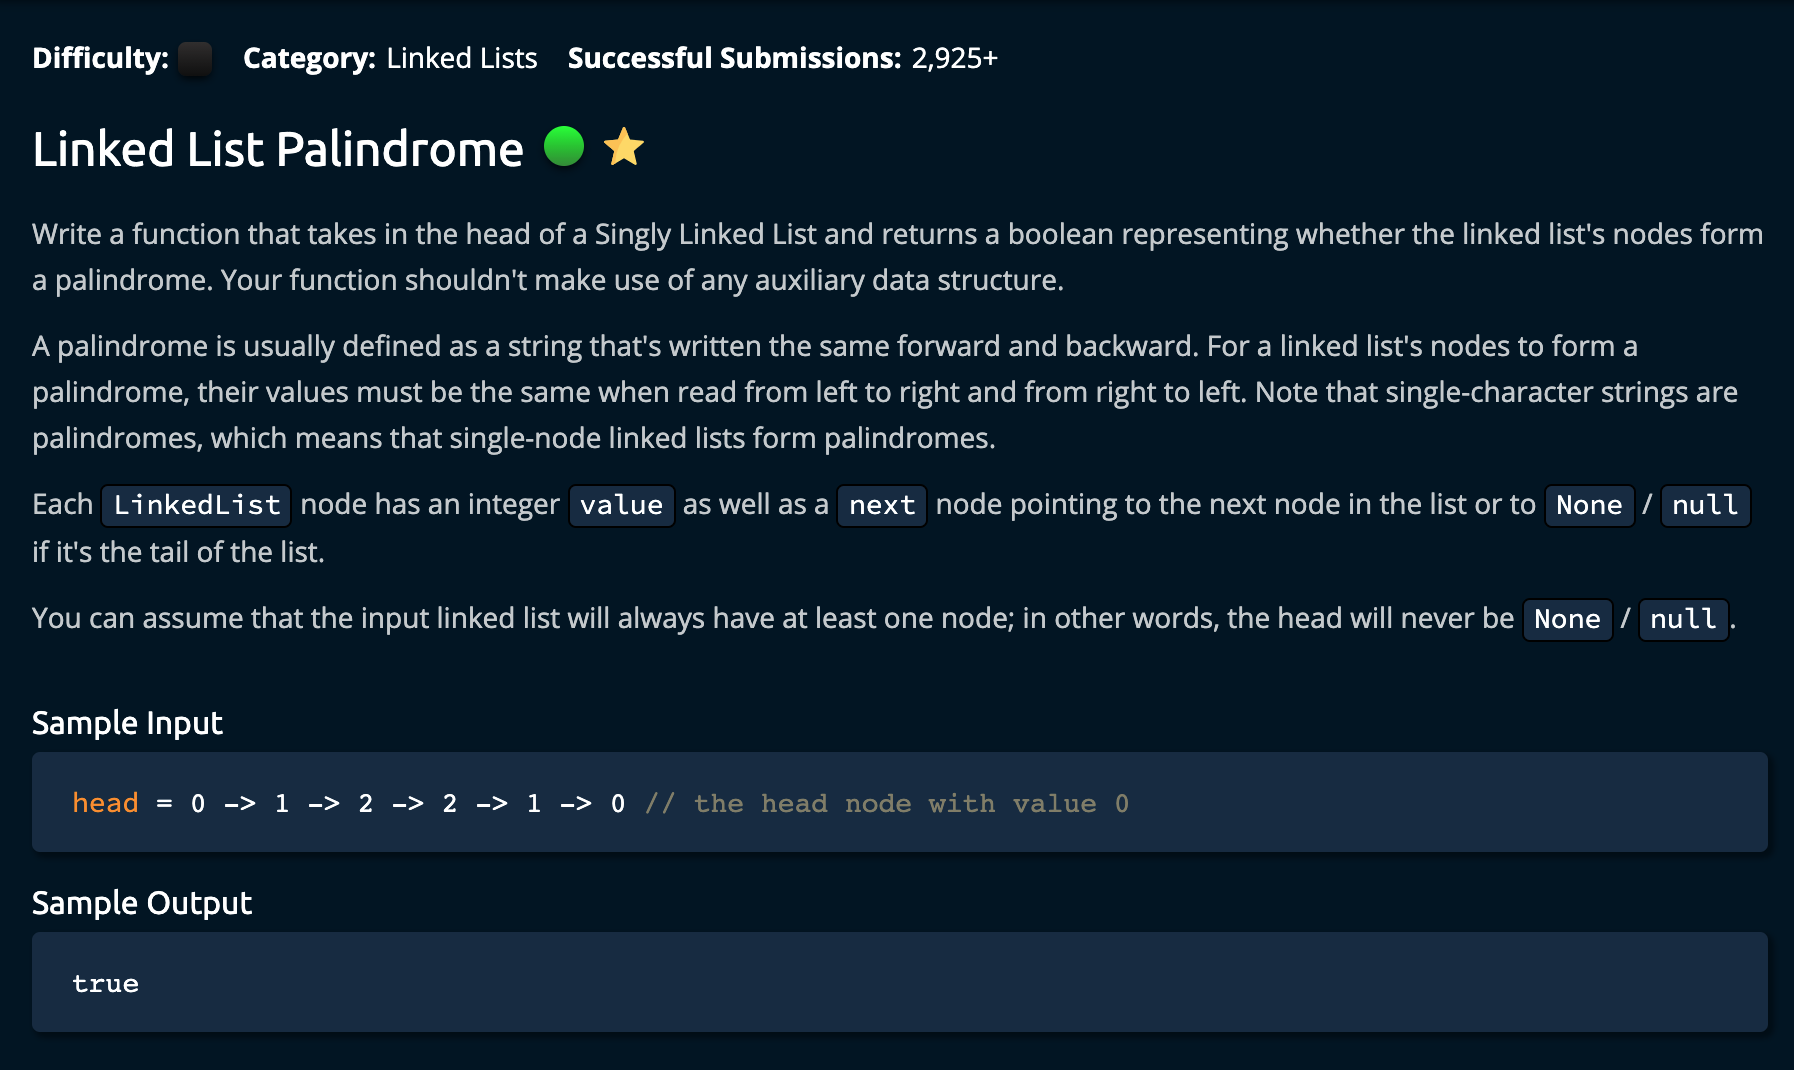 Difficulty: Category: Linked Lists Successful Submissions: 2,925+
Linked List Palindrome
Write a function that takes in the head of a Singly Linked List and returns a boolean representing whether the linked list's nodes form
a palindrome. Your function shouldn't make use of any auxiliary data structure.
A palindrome is usually defined as a string that's written the same forward and backward. For a linked list's nodes to form a
palindrome, their values must be the same when read from left to right and from right to left. Note that single-character strings are
palindromes, which means that single-node linked lists form palindromes.
Each LinkedList node has an integer value as well as a next node pointing to the next node in the list or to None / null
if it's the tail of the list.
You can assume that the input linked list will always have at least one node; in other words, the head will never be None / null.
Sample Input
head = 0 -> 1 -> 2 -> 2 -> 1 -> 0 // the head node with value 0
Sample Output
true